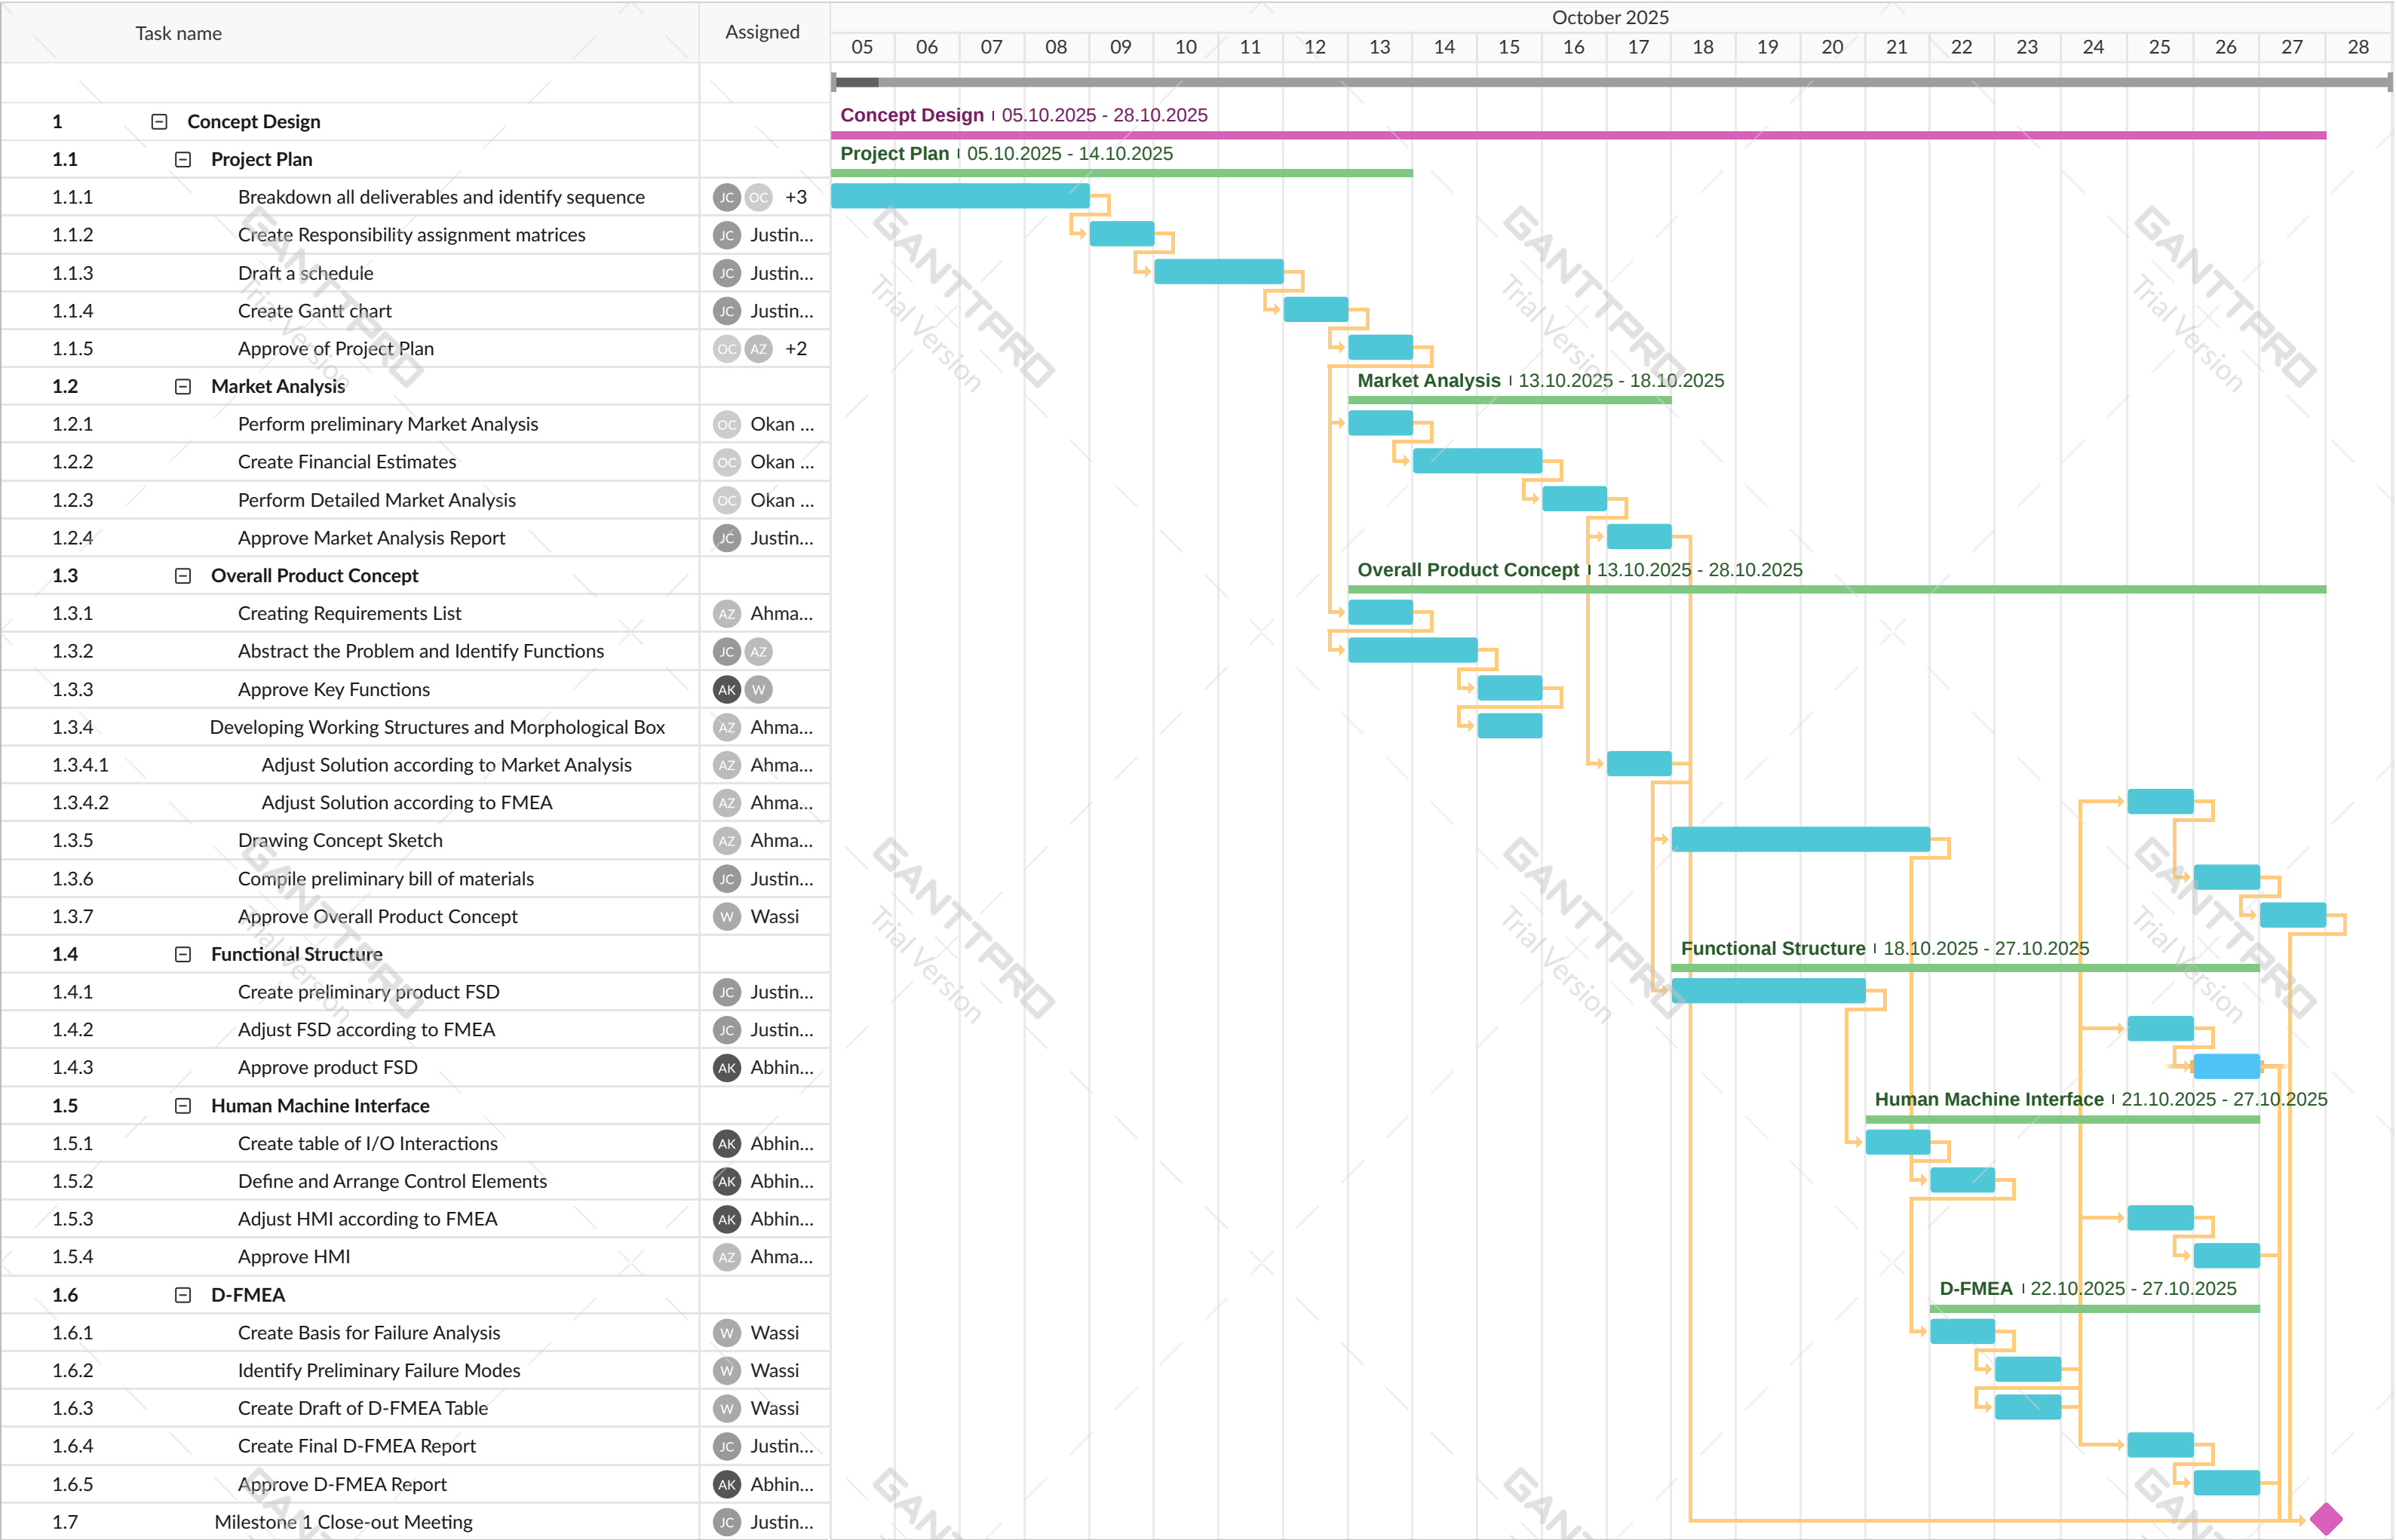 Task name Assigned October 2025
05 06 07 08 09 10 11 12 13 14 15 16 17 18 19 20 21 22 23 24 25 26 27 28
1 Concept Design Concept Design 05.10.2025 - 28.10.2025
1.1 Project Plan Project Plan 05.10.2025 - 14.10.2025
1.1.1 Breakdown all deliverables and identify sequence JC OC +3
1.1.2 Create Responsibility assignment matrices JC Justin...
1.1.3 Draft a schedule JC Justin...
1.1.4 Create Gantt chart JC Justin...
1.1.5 Approve of Project Plan OC AZ +2
1.2 Market Analysis Market Analysis 13.10.2025 - 18.10.2025
1.2.1 Perform preliminary Market Analysis OC Okan ...
1.2.2 Create Financial Estimates OC Okan ...
1.2.3 Perform Detailed Market Analysis OC Okan ...
1.2.4 Approve Market Analysis Report JC Justin...
1.3 Overall Product Concept Overall Product Concept 13.10.2025 - 28.10.2025
1.3.1 Creating Requirements List AZ Ahma...
1.3.2 Abstract the Problem and Identify Functions JC AZ
1.3.3 Approve Key Functions AK W
1.3.4 Developing Working Structures and Morphological Box AZ Ahma...
1.3.4.1 Adjust Solution according to Market Analysis AZ Ahma...
1.3.4.2 Adjust Solution according to FMEA AZ Ahma...
1.3.5 Drawing Concept Sketch AZ Ahma...
1.3.6 Compile preliminary bill of materials JC Justin...
1.3.7 Approve Overall Product Concept W Wassi
1.4 Functional Structure Functional Structure 18.10.2025 - 27.10.2025
1.4.1 Create preliminary product FSD JC Justin...
1.4.2 Adjust FSD according to FMEA JC Justin...
1.4.3 Approve product FSD AK Abhin...
1.5 Human Machine Interface Human Machine Interface 21.10.2025 - 27.10.2025
1.5.1 Create table of I/O Interactions AK Abhin...
1.5.2 Define and Arrange Control Elements AK Abhin...
1.5.3 Adjust HMI according to FMEA AK Abhin...
1.5.4 Approve HMI AZ Ahma...
1.6 D-FMEA D-FMEA 22.10.2025 - 27.10.2025
1.6.1 Create Basis for Failure Analysis W Wassi
1.6.2 Identify Preliminary Failure Modes W Wassi
1.6.3 Create Draft of D-FMEA Table W Wassi
1.6.4 Create Final D-FMEA Report JC Justin...
1.6.5 Approve D-FMEA Report AK Abhin...
1.7 Milestone 1 Close-out Meeting JC Justin...
GANTTPRO
Trial Version
GANTTPRO
Trial Version
GANTTPRO
Trial Version
GANTTPRO
Trial Version
GANTTPRO
Trial Version
GANTTPRO
Trial Version
GANTTPRO
Trial Version
GANTTPRO
Trial Version